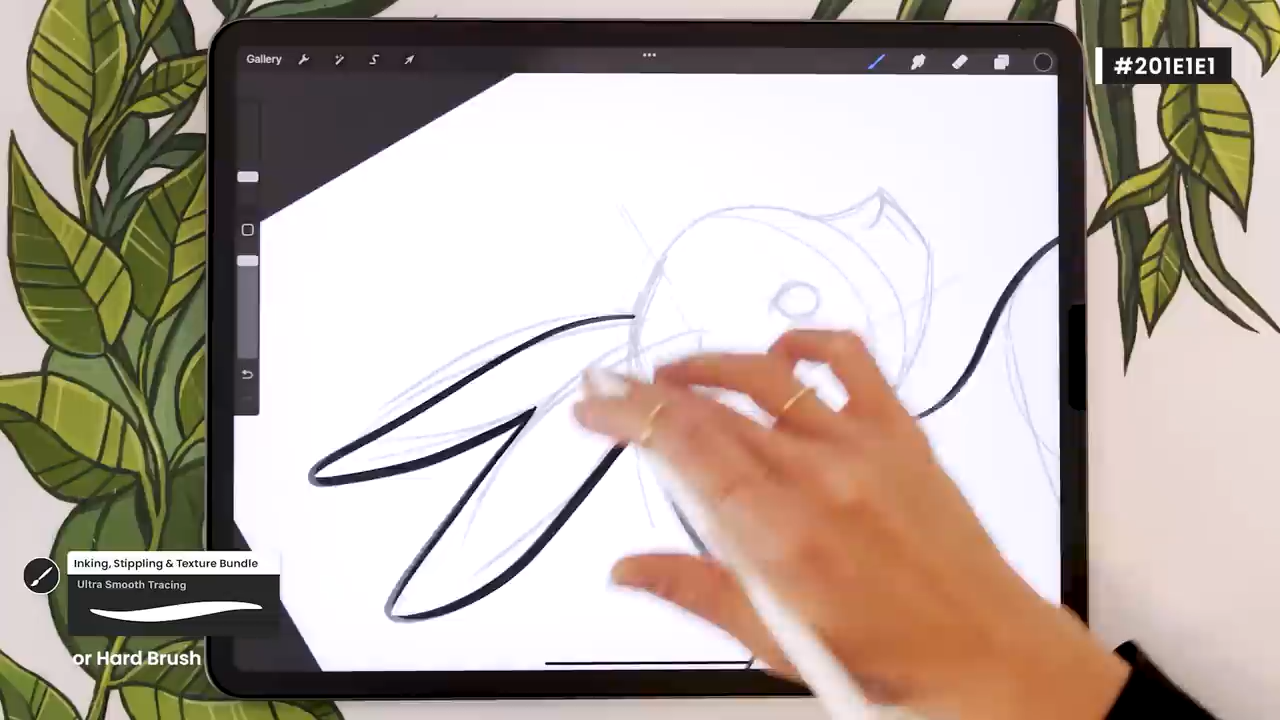 Gallery
#201E1E1
Inking, Stippling & Texture Bundle
Ultra Smooth Tracing
or Hard Brush